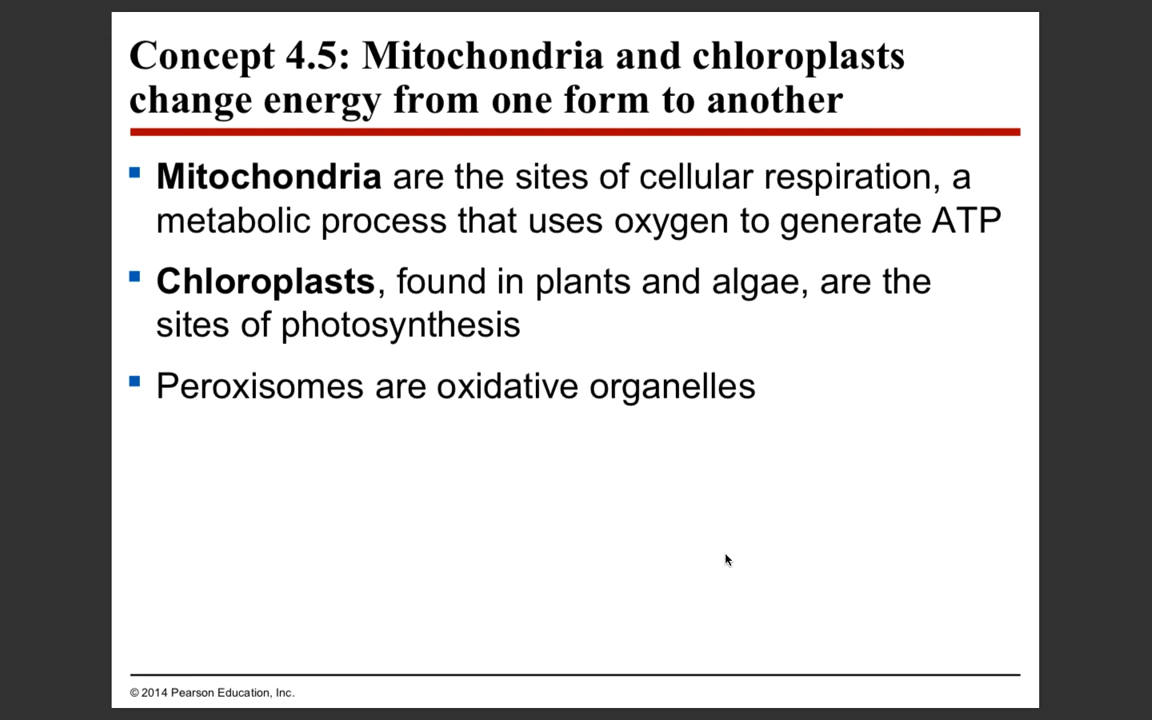 Concept 4.5: Mitochondria and chloroplasts
change energy from one form to another
Mitochondria are the sites of cellular respiration, a
metabolic process that uses oxygen to generate ATP
Chloroplasts, found in plants and algae, are the
sites of photosynthesis
Peroxisomes are oxidative organelles
© 2014 Pearson Education, Inc.